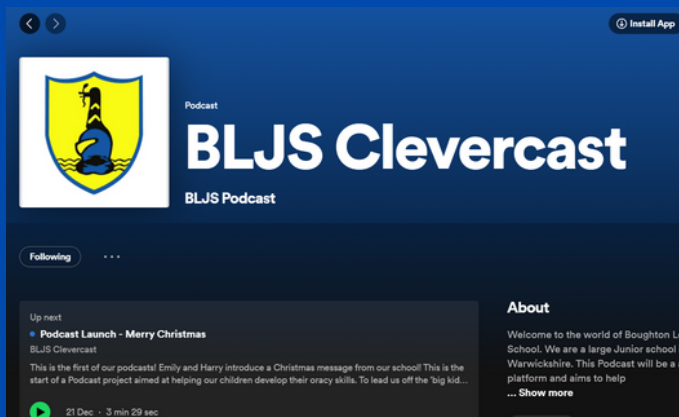 Install App
Podcast
BLJS Clevercast
BLJS Podcast
Following
Up next
Podcast Launch - Merry Christmas
BLJS Clevercast
This is the first of our podcasts! Emily and Harry introduce a Christmas message from our school! This is the
start of a Podcast project aimed at helping our children develop their oracy skills. To lead us off the 'big kid...
21 Dec · 3 min 29 sec
About
Welcome to the world of Boughton
School. We are a large Junior school
Warwickshire. This Podcast will be a
platform and aims to help
... Show more